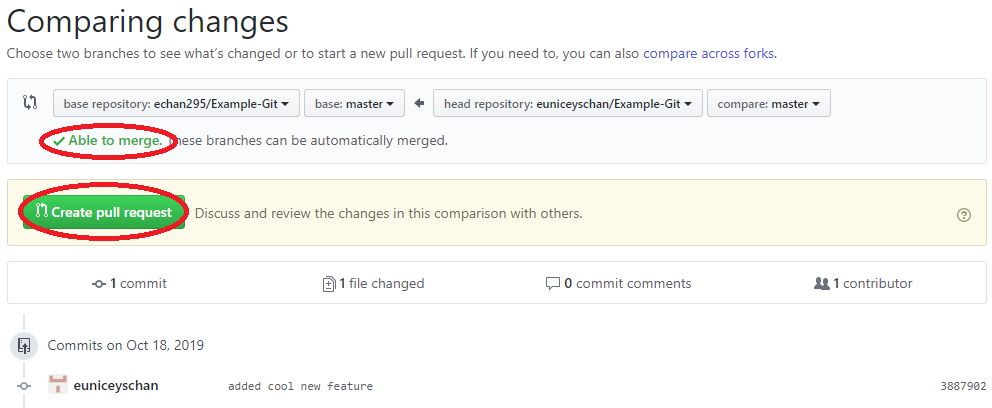 Comparing changes
Choose two branches to see what's changed or to start a new pull request. If you need to, you can also compare across forks.
base repository: echan295/Example-Git base: master head repository: euniceyschan/Example-Git compare: master
Able to merge. These branches can be automatically merged.
Create pull request Discuss and review the changes in this comparison with others.
1 commit 1 file changed 0 commit comments 1 contributor
Commits on Oct 18, 2019
euniceyschan added cool new feature 3887902